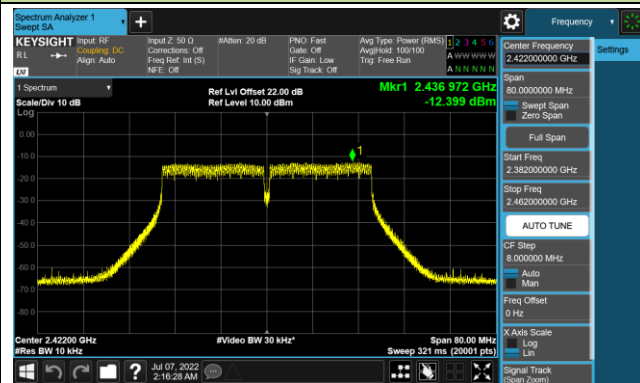 Spectrum Analyzer 1
Swept SA
+
Frequency
KEYSIGHT
Input: RF
Input Z: 50 Ω
#Atten: 20 dB
PNO: Fast
Avg Type: Power (RMS)
1 2 3 4 5 6
RL
Coupling: DC
Corrections: Off
Gate: Off
Avg|Hold: 100/100
A W W W W W
Align: Auto
Freq Ref: Int (S)
IF Gain: Low
Trig: Free Run
NFE: Off
Sig Track: Off
A N N N N N
LXI
1 Spectrum
Ref Lvl Offset 22.00 dB
Mkr1 2.436 972 GHz
Scale/Div 10 dB
Ref Level 10.00 dBm
-12.399 dBm
Log
1
0.00
-10.0
-20.0
-30.0
-40.0
-50.0
-60.0
-70.0
-80.0
Center 2.42200 GHz
#Video BW 30 kHz*
Span 80.00 MHz
#Res BW 10 kHz
Sweep 321 ms (20001 pts)
?
Jul 07, 2022
2:16:28 AM
Center Frequency
2.422000000 GHz
Settings
Span
80.0000000 MHz
Swept Span
Zero Span
Full Span
Start Freq
2.382000000 GHz
Stop Freq
2.462000000 GHz
AUTO TUNE
CF Step
8.000000 MHz
Auto
Man
Freq Offset
0 Hz
X Axis Scale
Log
Lin
Signal Track
(Span Zoom)